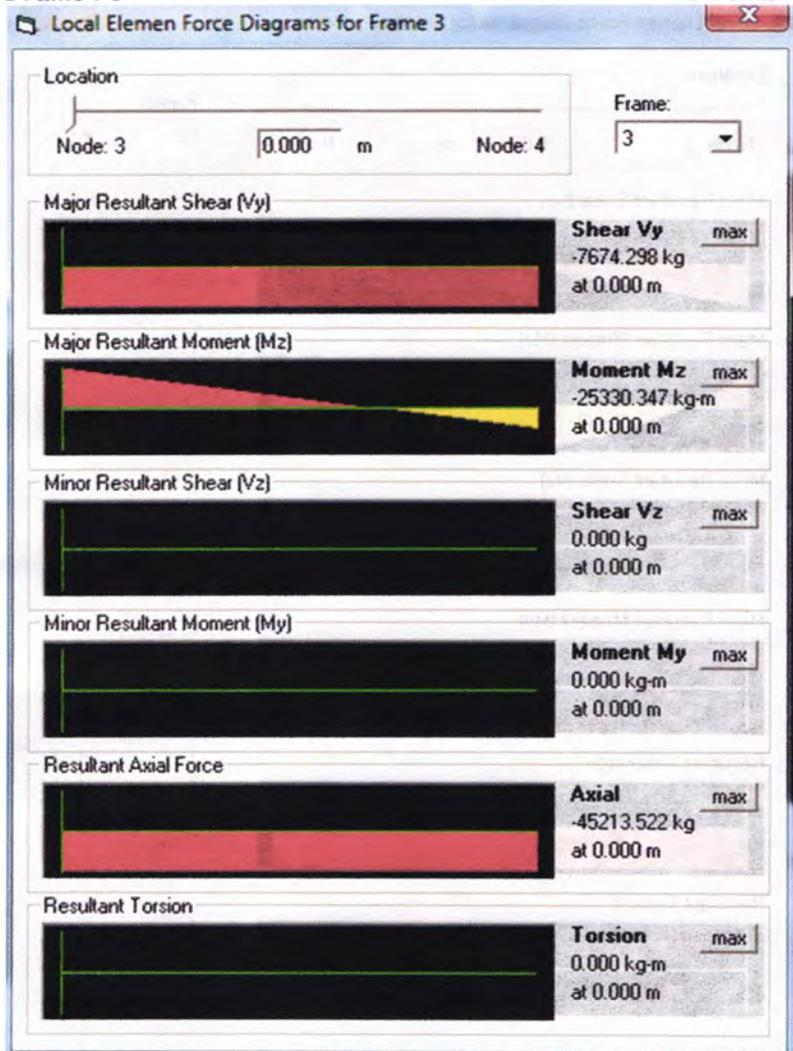 Local Elemen Force Diagrams for Frame 3
Location
Node: 3
0.000 m
Node: 4
Frame:
3
Major Resultant Shear (Vy)
Shear Vy max
-7674.298 kg
at 0.000 m
Major Resultant Moment (Mz)
Moment Mz max
-25330.347 kg-m
at 0.000 m
Minor Resultant Shear (Vz)
Shear Vz max
0.000 kg
at 0.000 m
Minor Resultant Moment (My)
Moment My max
0.000 kg-m
at 0.000 m
Resultant Axial Force
Axial max
-45213.522 kg
at 0.000 m
Resultant Torsion
Torsion max
0.000 kg-m
at 0.000 m